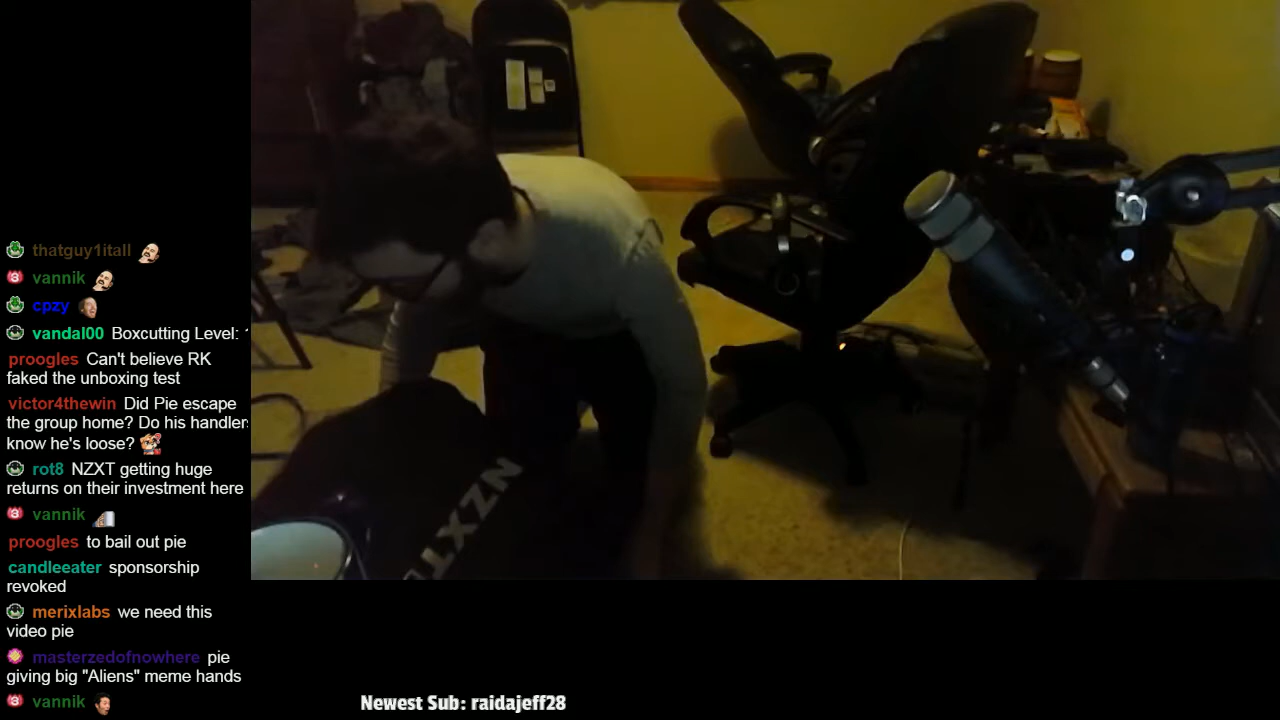 thatguy1itall
vannik
cpzy
vandal00 Boxcutting Level:
proogles Can't believe RK
faked the unboxing test
victor4thewin Did Pie escape
the group home? Do his handlers
know he's loose?
rot8 NZXT getting huge
returns on their investment here
vannik
proogles to bail out pie
candleeater sponsorship
revoked
merixlabs we need this
video pie
masterzedofnowhere pie
giving big "Aliens" meme hands
vannik
NZXT
Newest Sub: raidajeff28